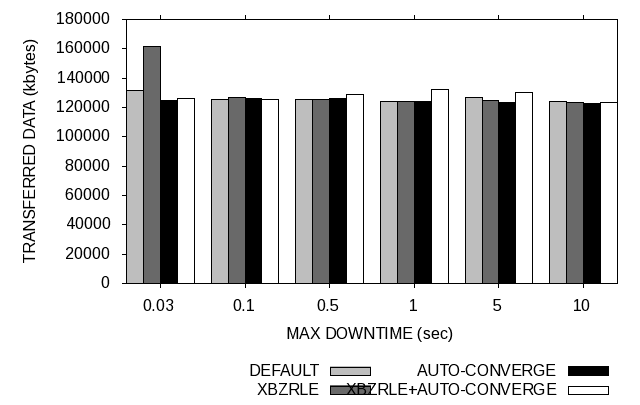 180000
160000
140000
120000
100000
80000
60000
40000
20000
0
TRANSFERRED DATA (kbytes)
0.03 0.1 0.5 1 5 10
MAX DOWNTIME (sec)
DEFAULT AUTO-CONVERGE
XBZRLE XBZRLE+AUTO-CONVERGE